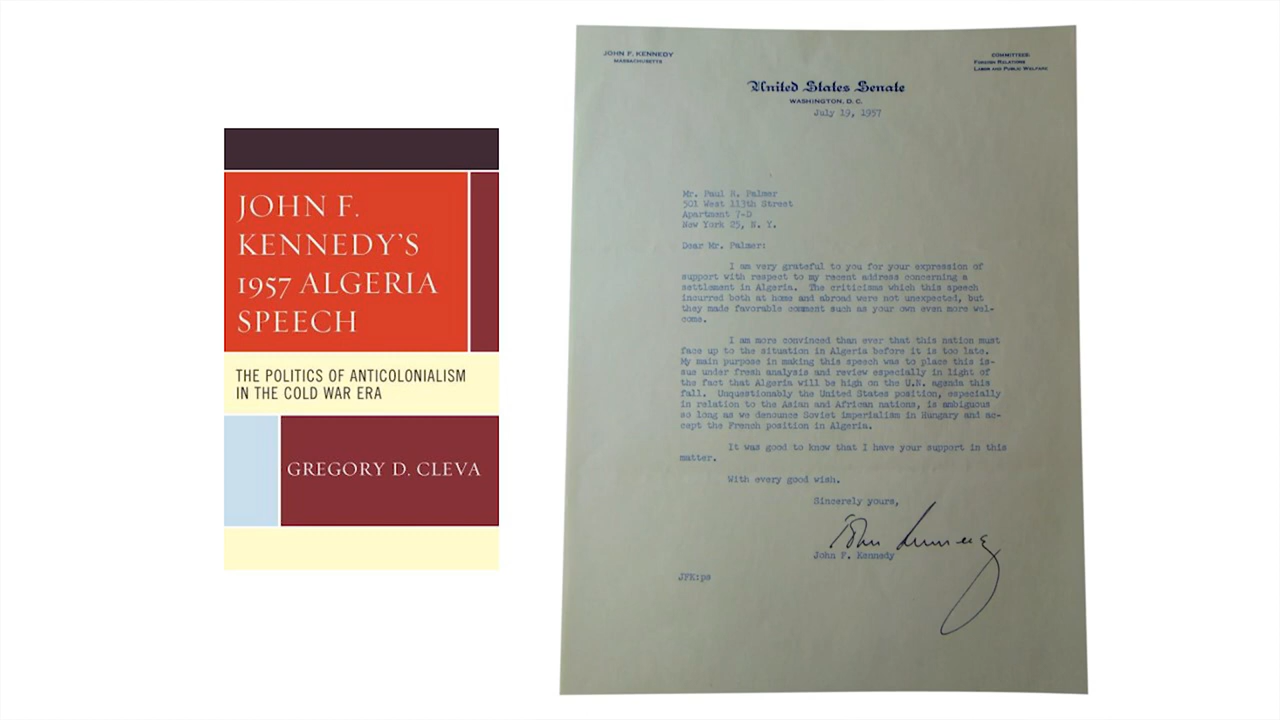 JOHN F.
KENNEDY'S
1957 ALGERIA
SPEECH
THE POLITICS OF ANTICOLONIALISM
IN THE COLD WAR ERA
GREGORY D. CLEVA
JOHN F. KENNEDY
MASSACHUSETTS
COMMITTEES:
FOREIGN RELATIONS
LABOR AND PUBLIC WELFARE
United States Senate
WASHINGTON, D. C.
July 19, 1957
Mr. Paul R. Palmer
501 West 113th Street
Apartment 7-D
New York 25, N. Y.
Dear Mr. Palmer:
I am very grateful to you for your expression of
support with respect to my recent address concerning a
settlement in Algeria. The criticisms which this speech
incurred both at home and abroad were not unexpected, but
they made favorable comment such as your own even more wel-
come.
I am more convinced than ever that this nation must
face up to the situation in Algeria before it is too late.
My main purpose in making this speech was to place this is-
sue under fresh analysis and review especially in light of
the fact that Algeria will be high on the U.N. agenda this
fall. Unquestionably the United States position, especially
in relation to the Asian and African nations, is ambiguous
so long as we denounce Soviet imperialism in Hungary and ac-
cept the French position in Algeria.
It was good to know that I have your support in this
matter.
With every good wish.
Sincerely yours,
John Kennedy
John F. Kennedy
JFK:ps